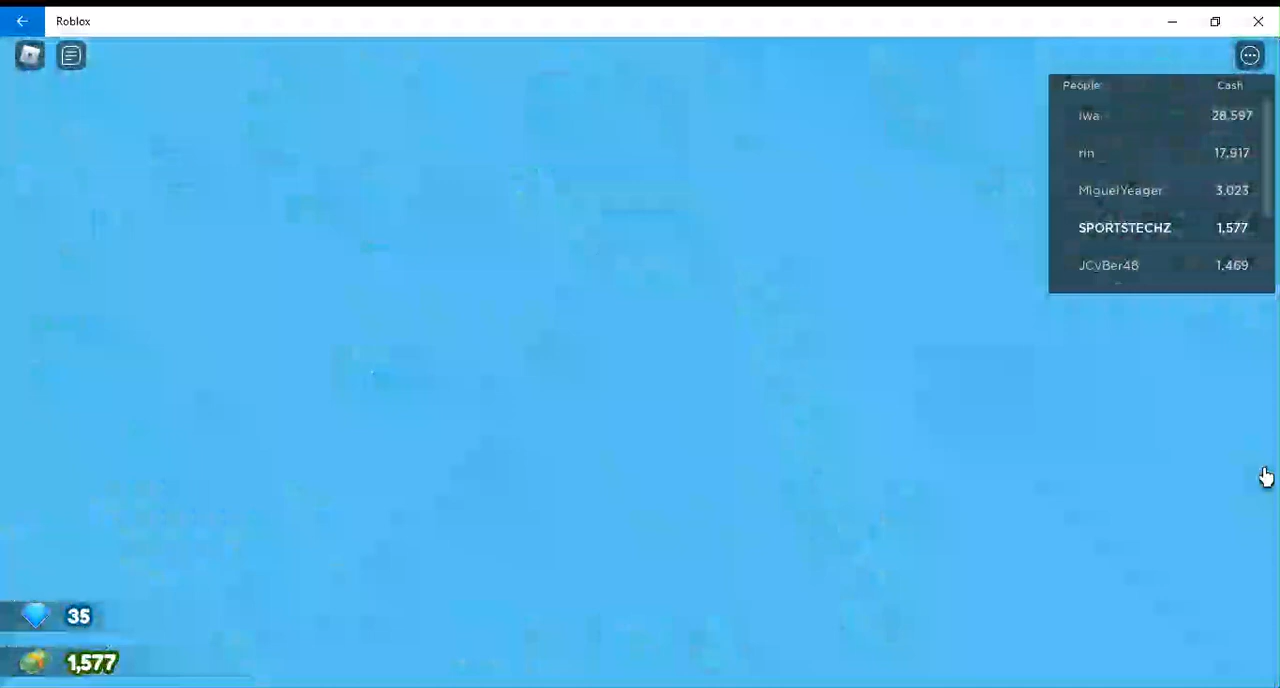 Roblox
People Cash
iwa 28,597
rin 17,917
MiguelYeager 3,023
SPORSTECHZ 1,577
JCyBer48 1,469
35
1,577